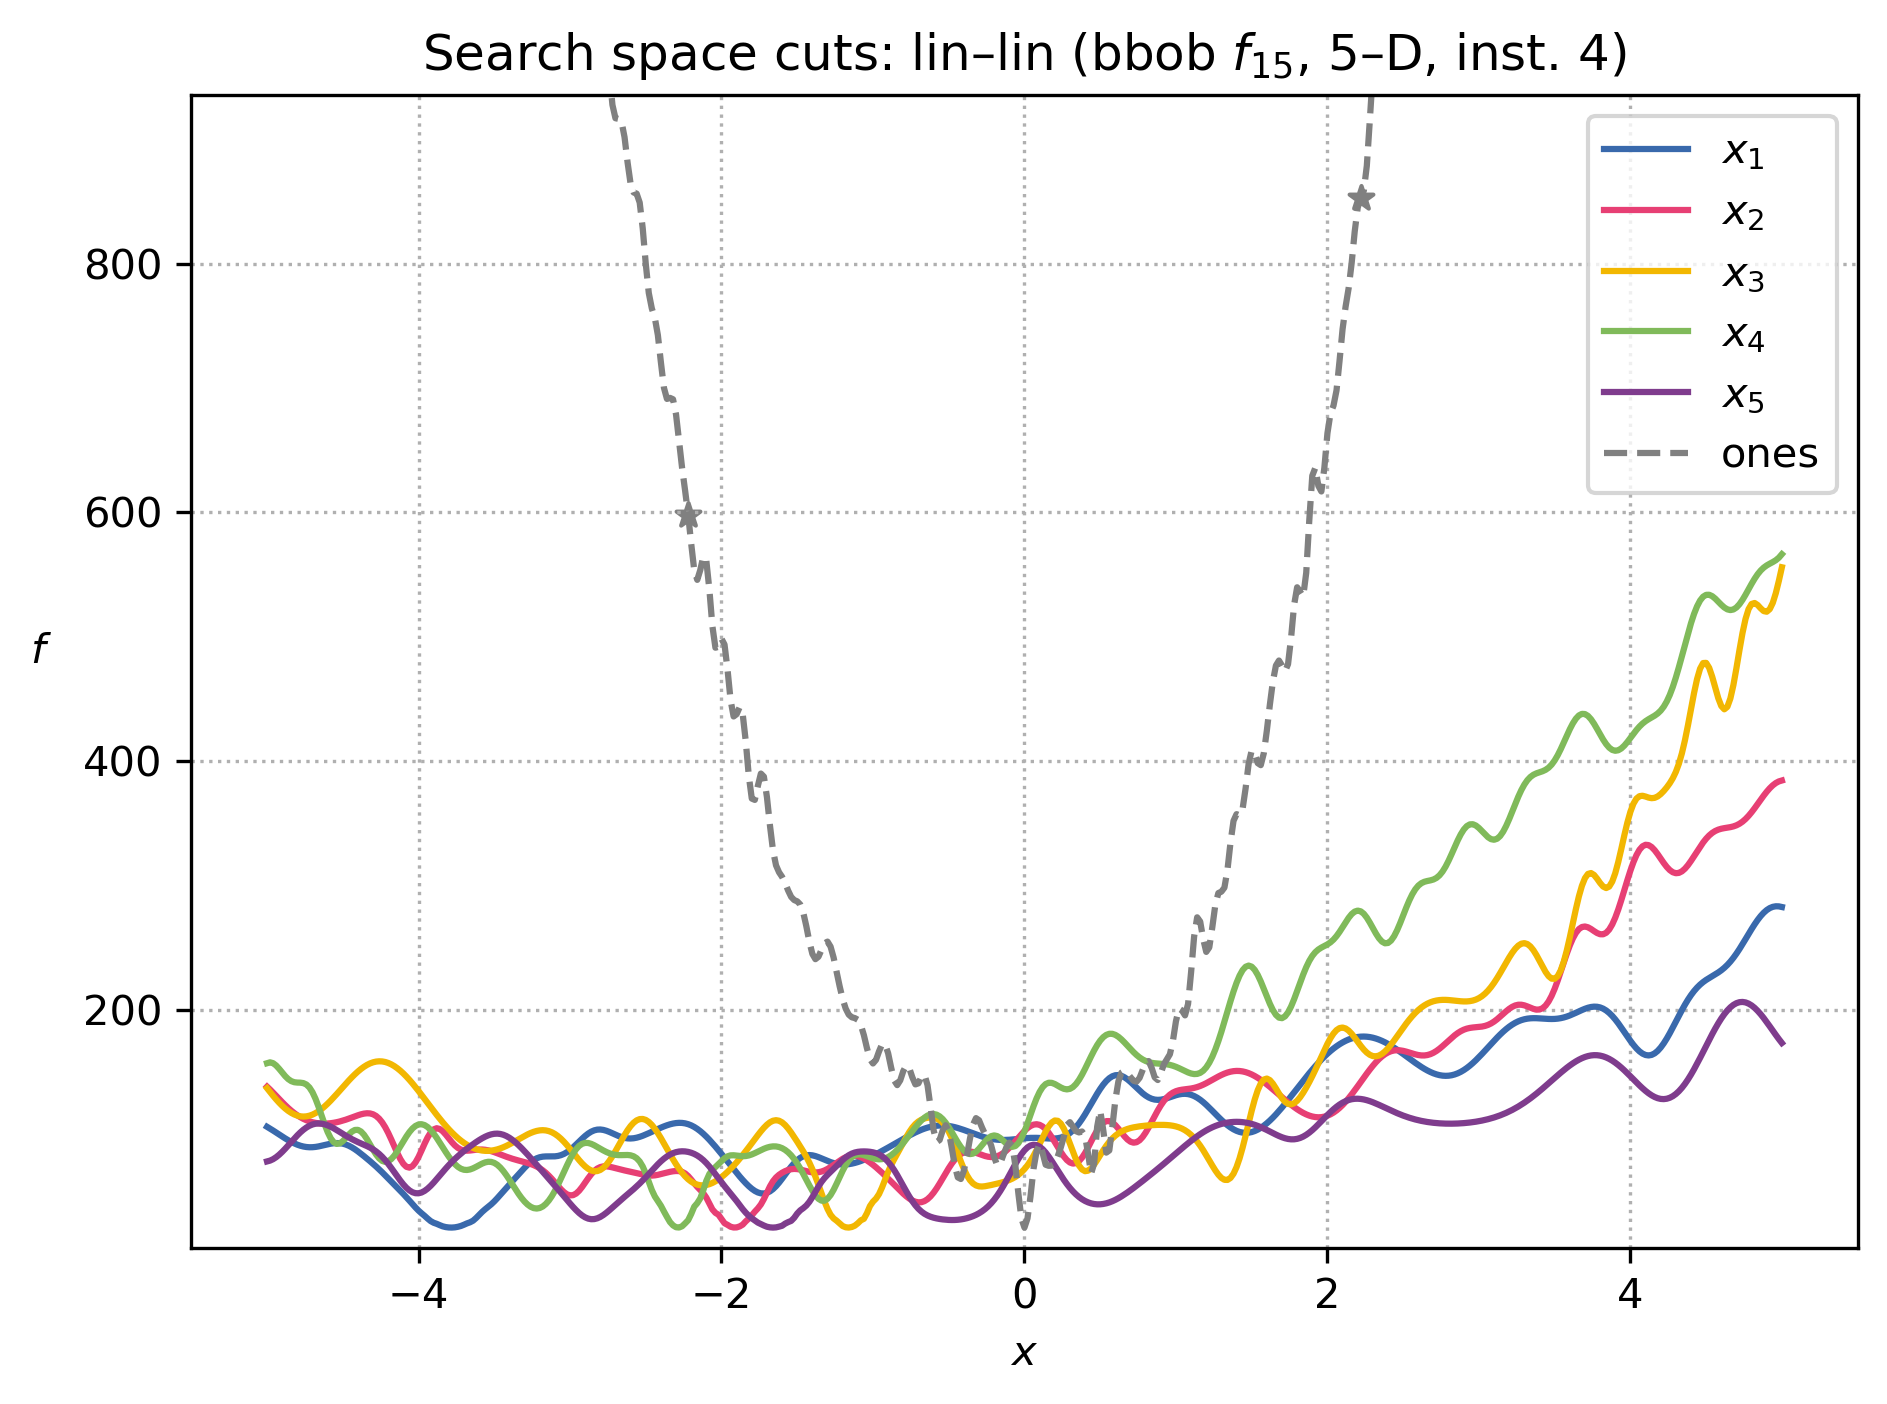 Search space cuts: lin–lin (bbob f₁₅, 5–D, inst. 4)
x₁
x₂
x₃
x₄
x₅
ones
800
600
400
200
f
−4
−2
0
2
4
x